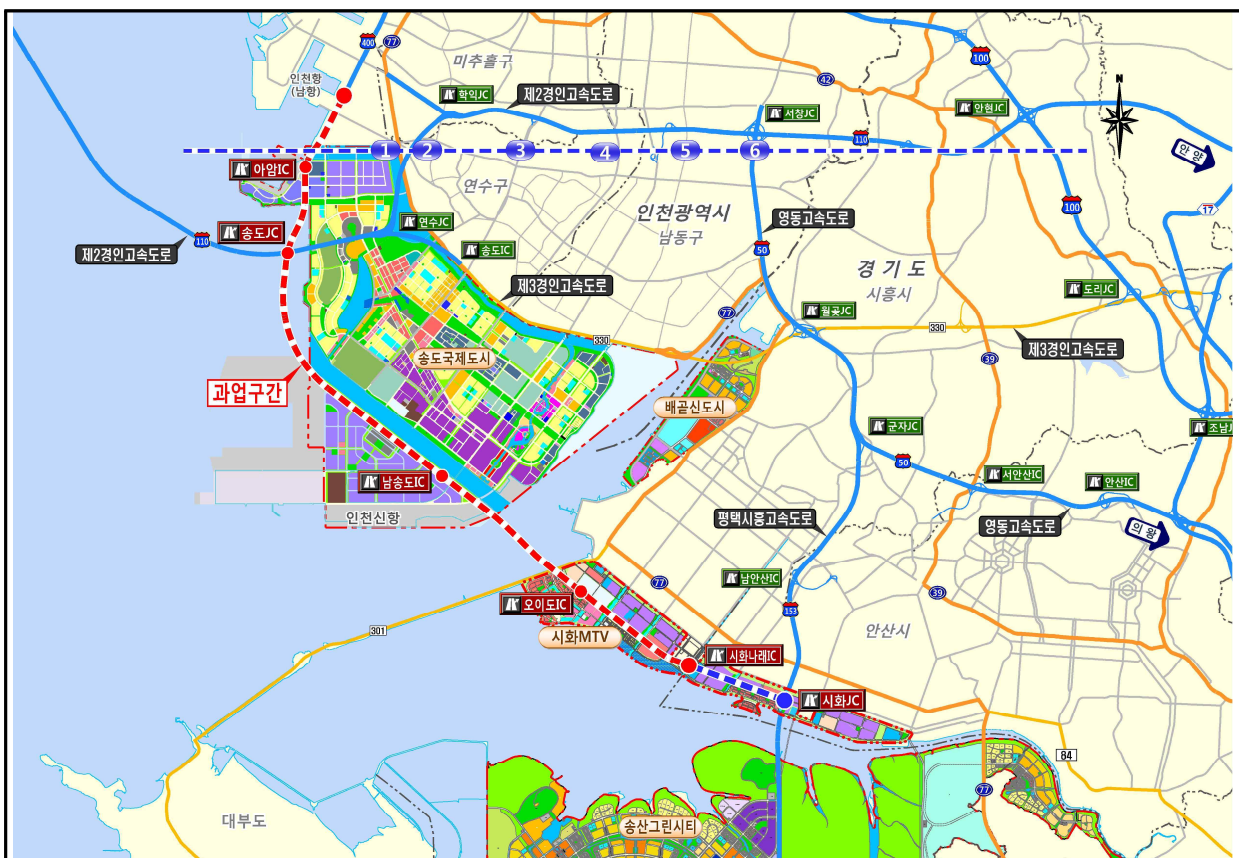 400
77
미추홀구
42
100
N
인천항
(남항)
학익JC
제2경인고속도로
서창JC
110
안현JC
안양
1
2
3
4
5
6
아암IC
연수구
인천광역시
남동구
영동고속도로
100
17
송도JC
110
연수JC
제2경인고속도로
송도IC
50
경기도
시흥시
도리JC
제3경인고속도로
77
월곶JC
330
330
제3경인고속도로
송도국제도시
39
과업구간
배곧신도시
군자JC
조남J
50
남송도IC
서안산IC
안산IC
인천신항
평택시흥고속도로
영동고속도로
의왕
77
남안산IC
39
오이도IC
153
301
시화MTV
안산시
시화나래IC
시화JC
84
77
대부도
송산그린시티